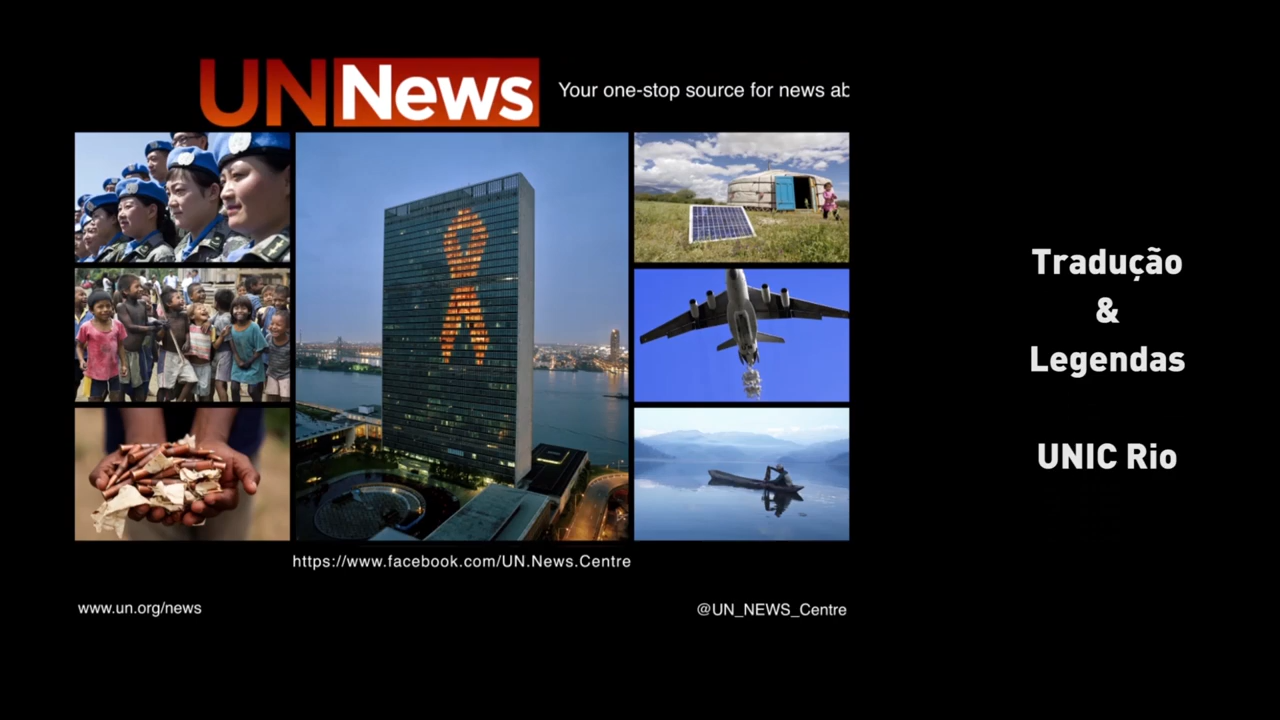 UN News
Your one-stop source for news ab
Tradução
&
Legendas
UNIC Rio
https://www.facebook.com/UN.News.Centre
www.un.org/news
@UN_NEWS_Centre